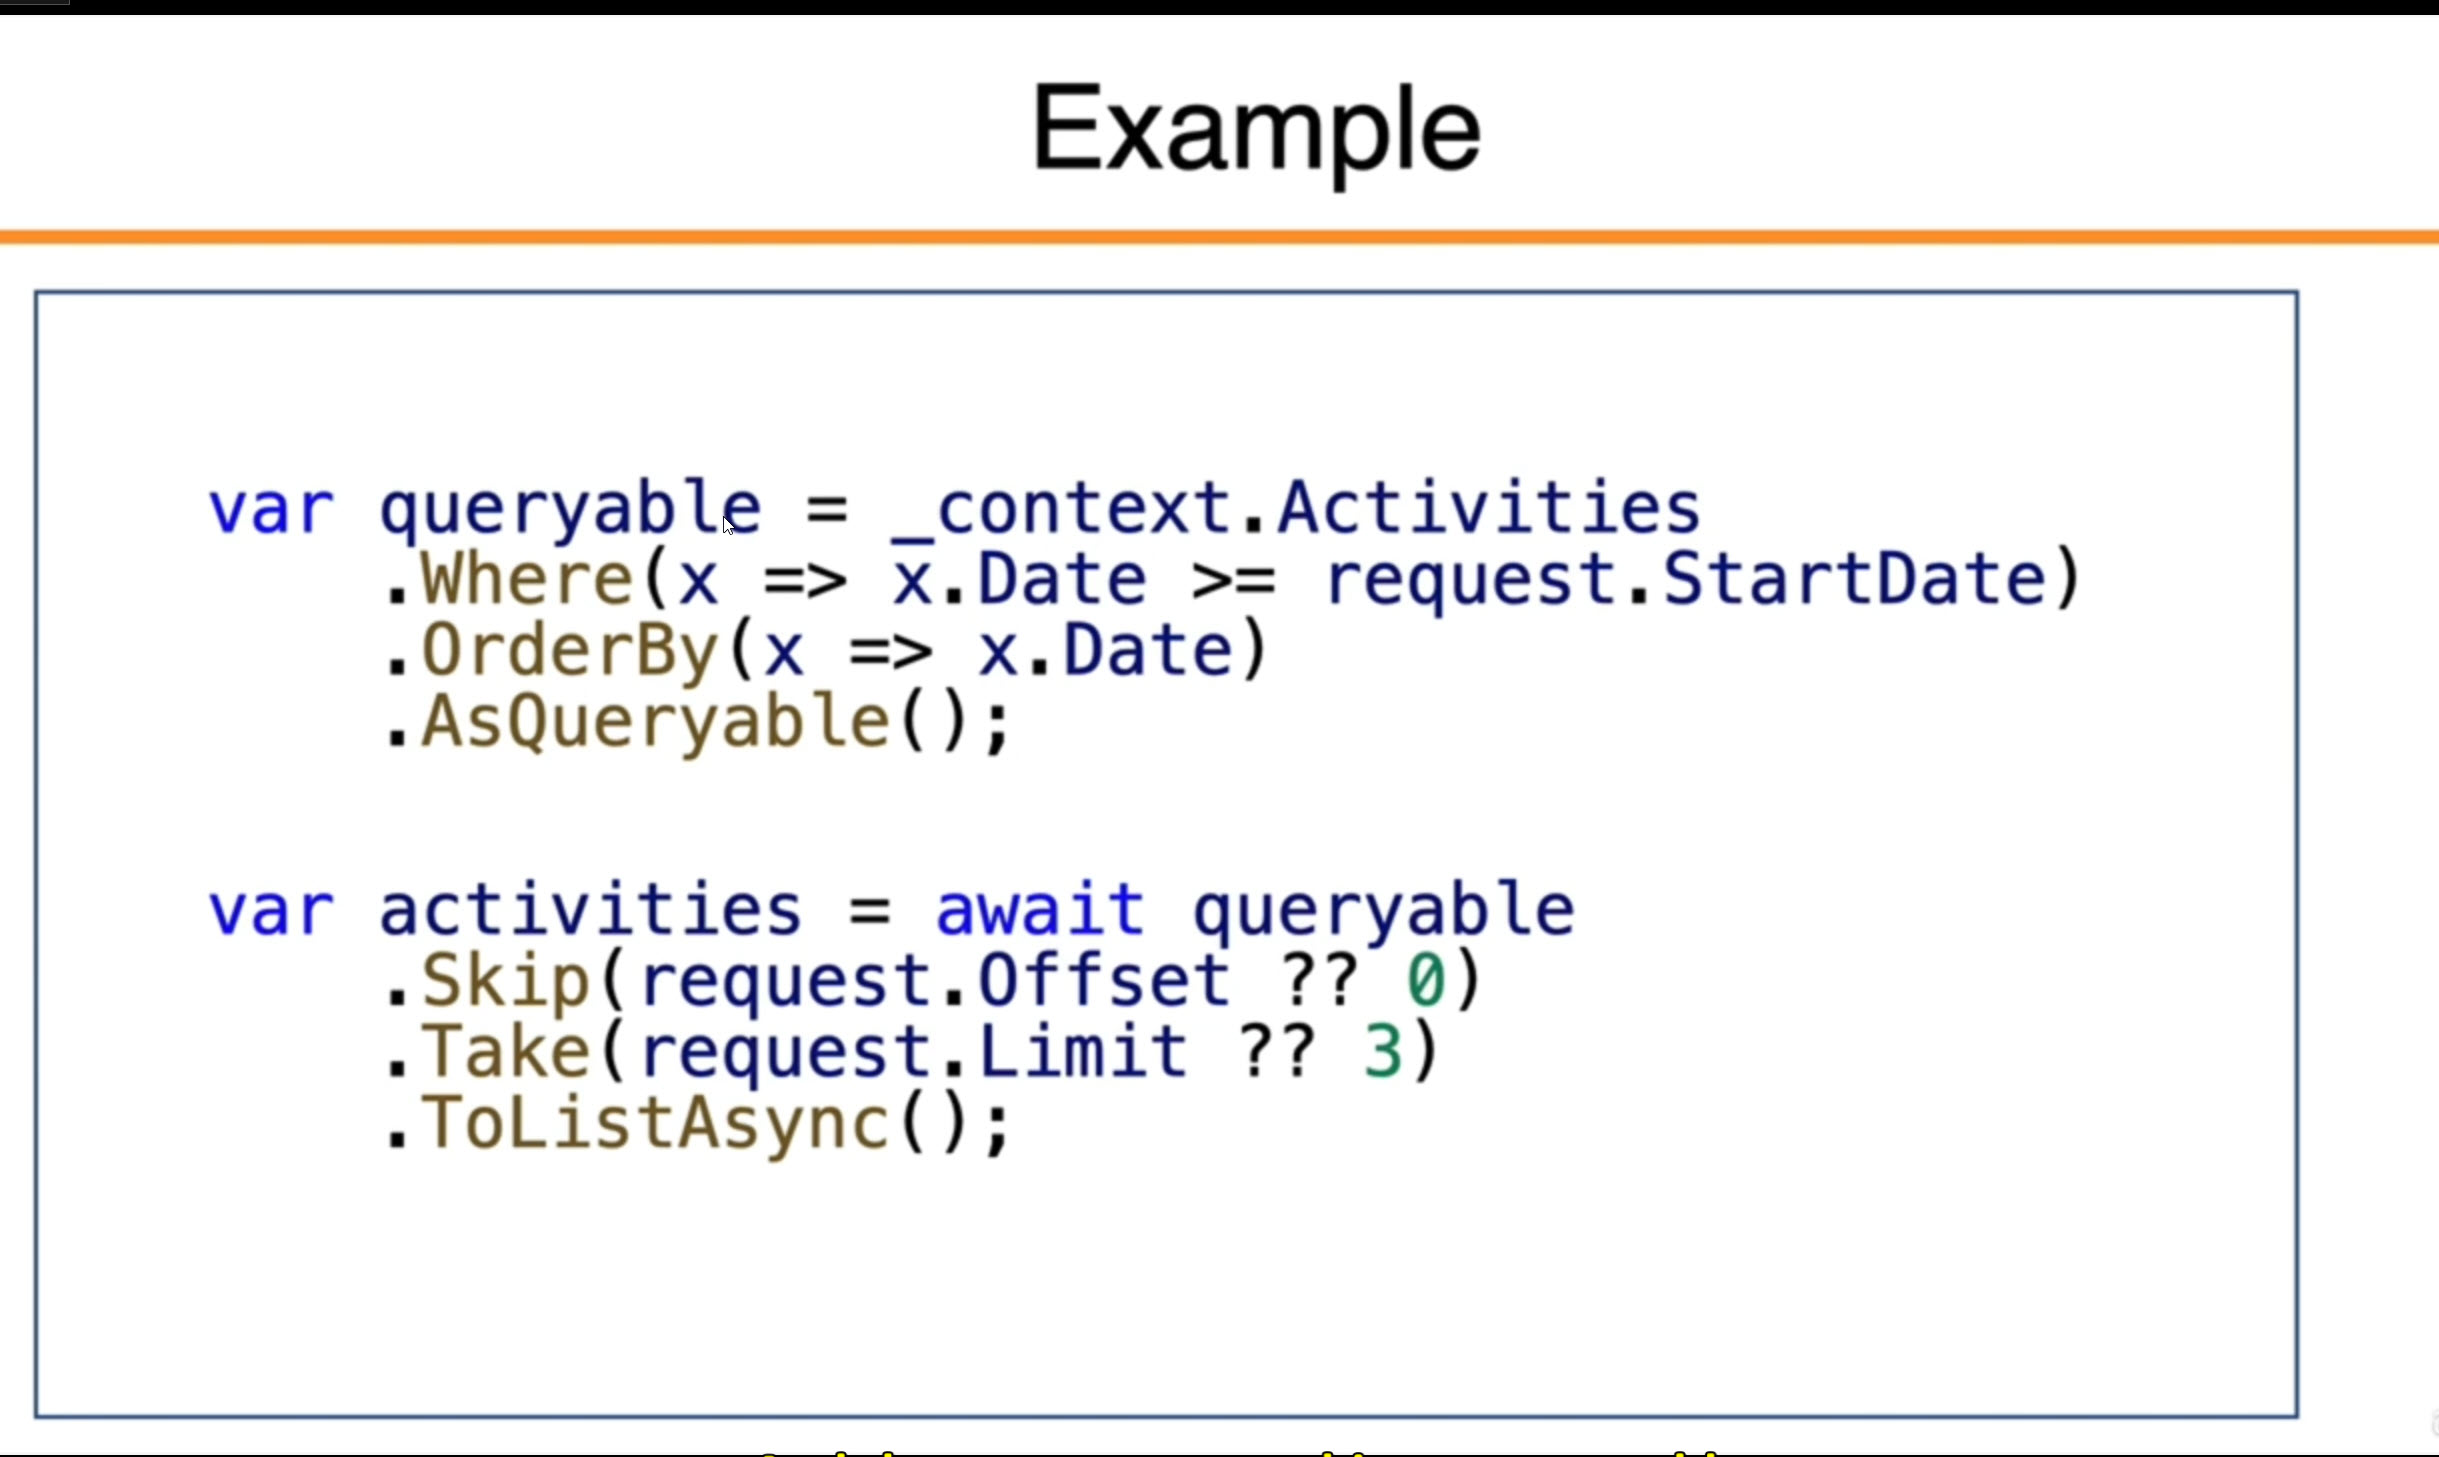 Example
var queryable = _context.Activities
.Where(x => x.Date >= request.StartDate)
.OrderBy(x => x.Date)
.AsQueryable();
var activities = await queryable
.Skip(request.Offset ?? 0)
.Take(request.Limit ?? 3)
.ToListAsync();